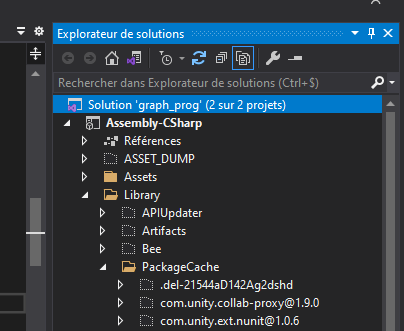 Explorateur de solutions
Rechercher dans Explorateur de solutions (Ctrl+$)
Solution 'graph_prog' (2 sur 2 projets)
Assembly-CSharp
Références
ASSET_DUMP
Assets
Library
APIUpdater
Artifacts
Bee
PackageCache
.del-21544aD142Ag2dshd
com.unity.collab-proxy@1.9.0
com.unity.ext.nunit@1.0.6